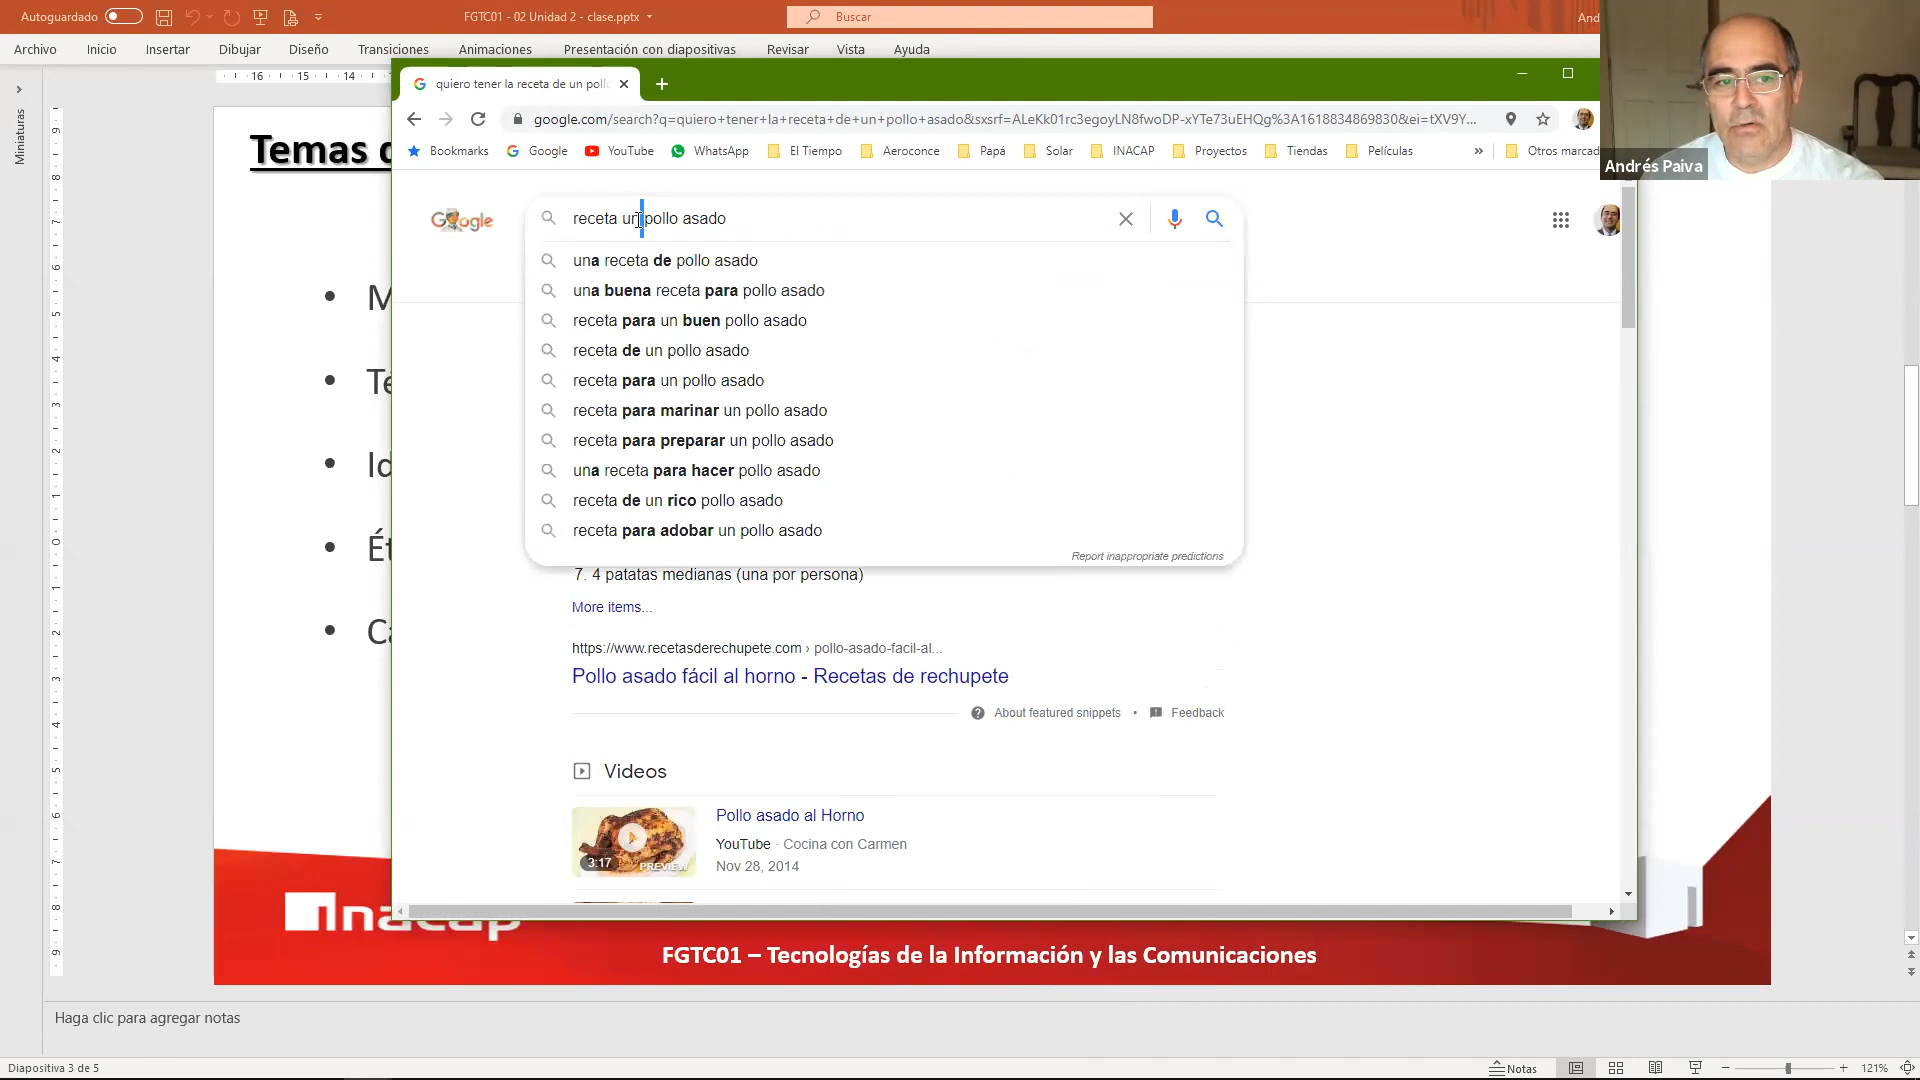 Autoguardado
FGTC01 - 02 Unidad 2 - clase.pptx
Buscar
And
Archivo Inicio Insertar Dibujar Diseño Transiciones Animaciones Presentación con diapositivas Revisar Vista Ayuda
16 15 14
Miniaturas
Temas d
M
Te
Id
Ét
Ca
quiero tener la receta de un poll
google.com/search?q=quiero+tener+la+receta+de+un+pollo+asado&sxsrf=ALeKk01rc3egoyLN8fwoDP-xYTe73uEHQg%3A1618834869830&ei=tXV9Y...
Bookmarks Google YouTube WhatsApp El Tiempo Aeroconce Papá Solar INACAP Proyectos Tiendas Películas » Otros marcad
Andrés Paiva
Google
receta un pollo asado
una receta de pollo asado
una buena receta para pollo asado
receta para un buen pollo asado
receta de un pollo asado
receta para un pollo asado
receta para marinar un pollo asado
receta para preparar un pollo asado
una receta para hacer pollo asado
receta de un rico pollo asado
receta para adobar un pollo asado
Report inappropriate predictions
7. 4 patatas medianas (una por persona)
More items...
https://www.recetasderechupete.com › pollo-asado-facil-al...
Pollo asado fácil al horno - Recetas de rechupete
About featured snippets • Feedback
Videos
Pollo asado al Horno
YouTube · Cocina con Carmen
Nov 28, 2014
3:17
PREVIEW
inacap
FGTC01 – Tecnologías de la Información y las Comunicaciones
Haga clic para agregar notas
Diapositiva 3 de 5
Notas
121%